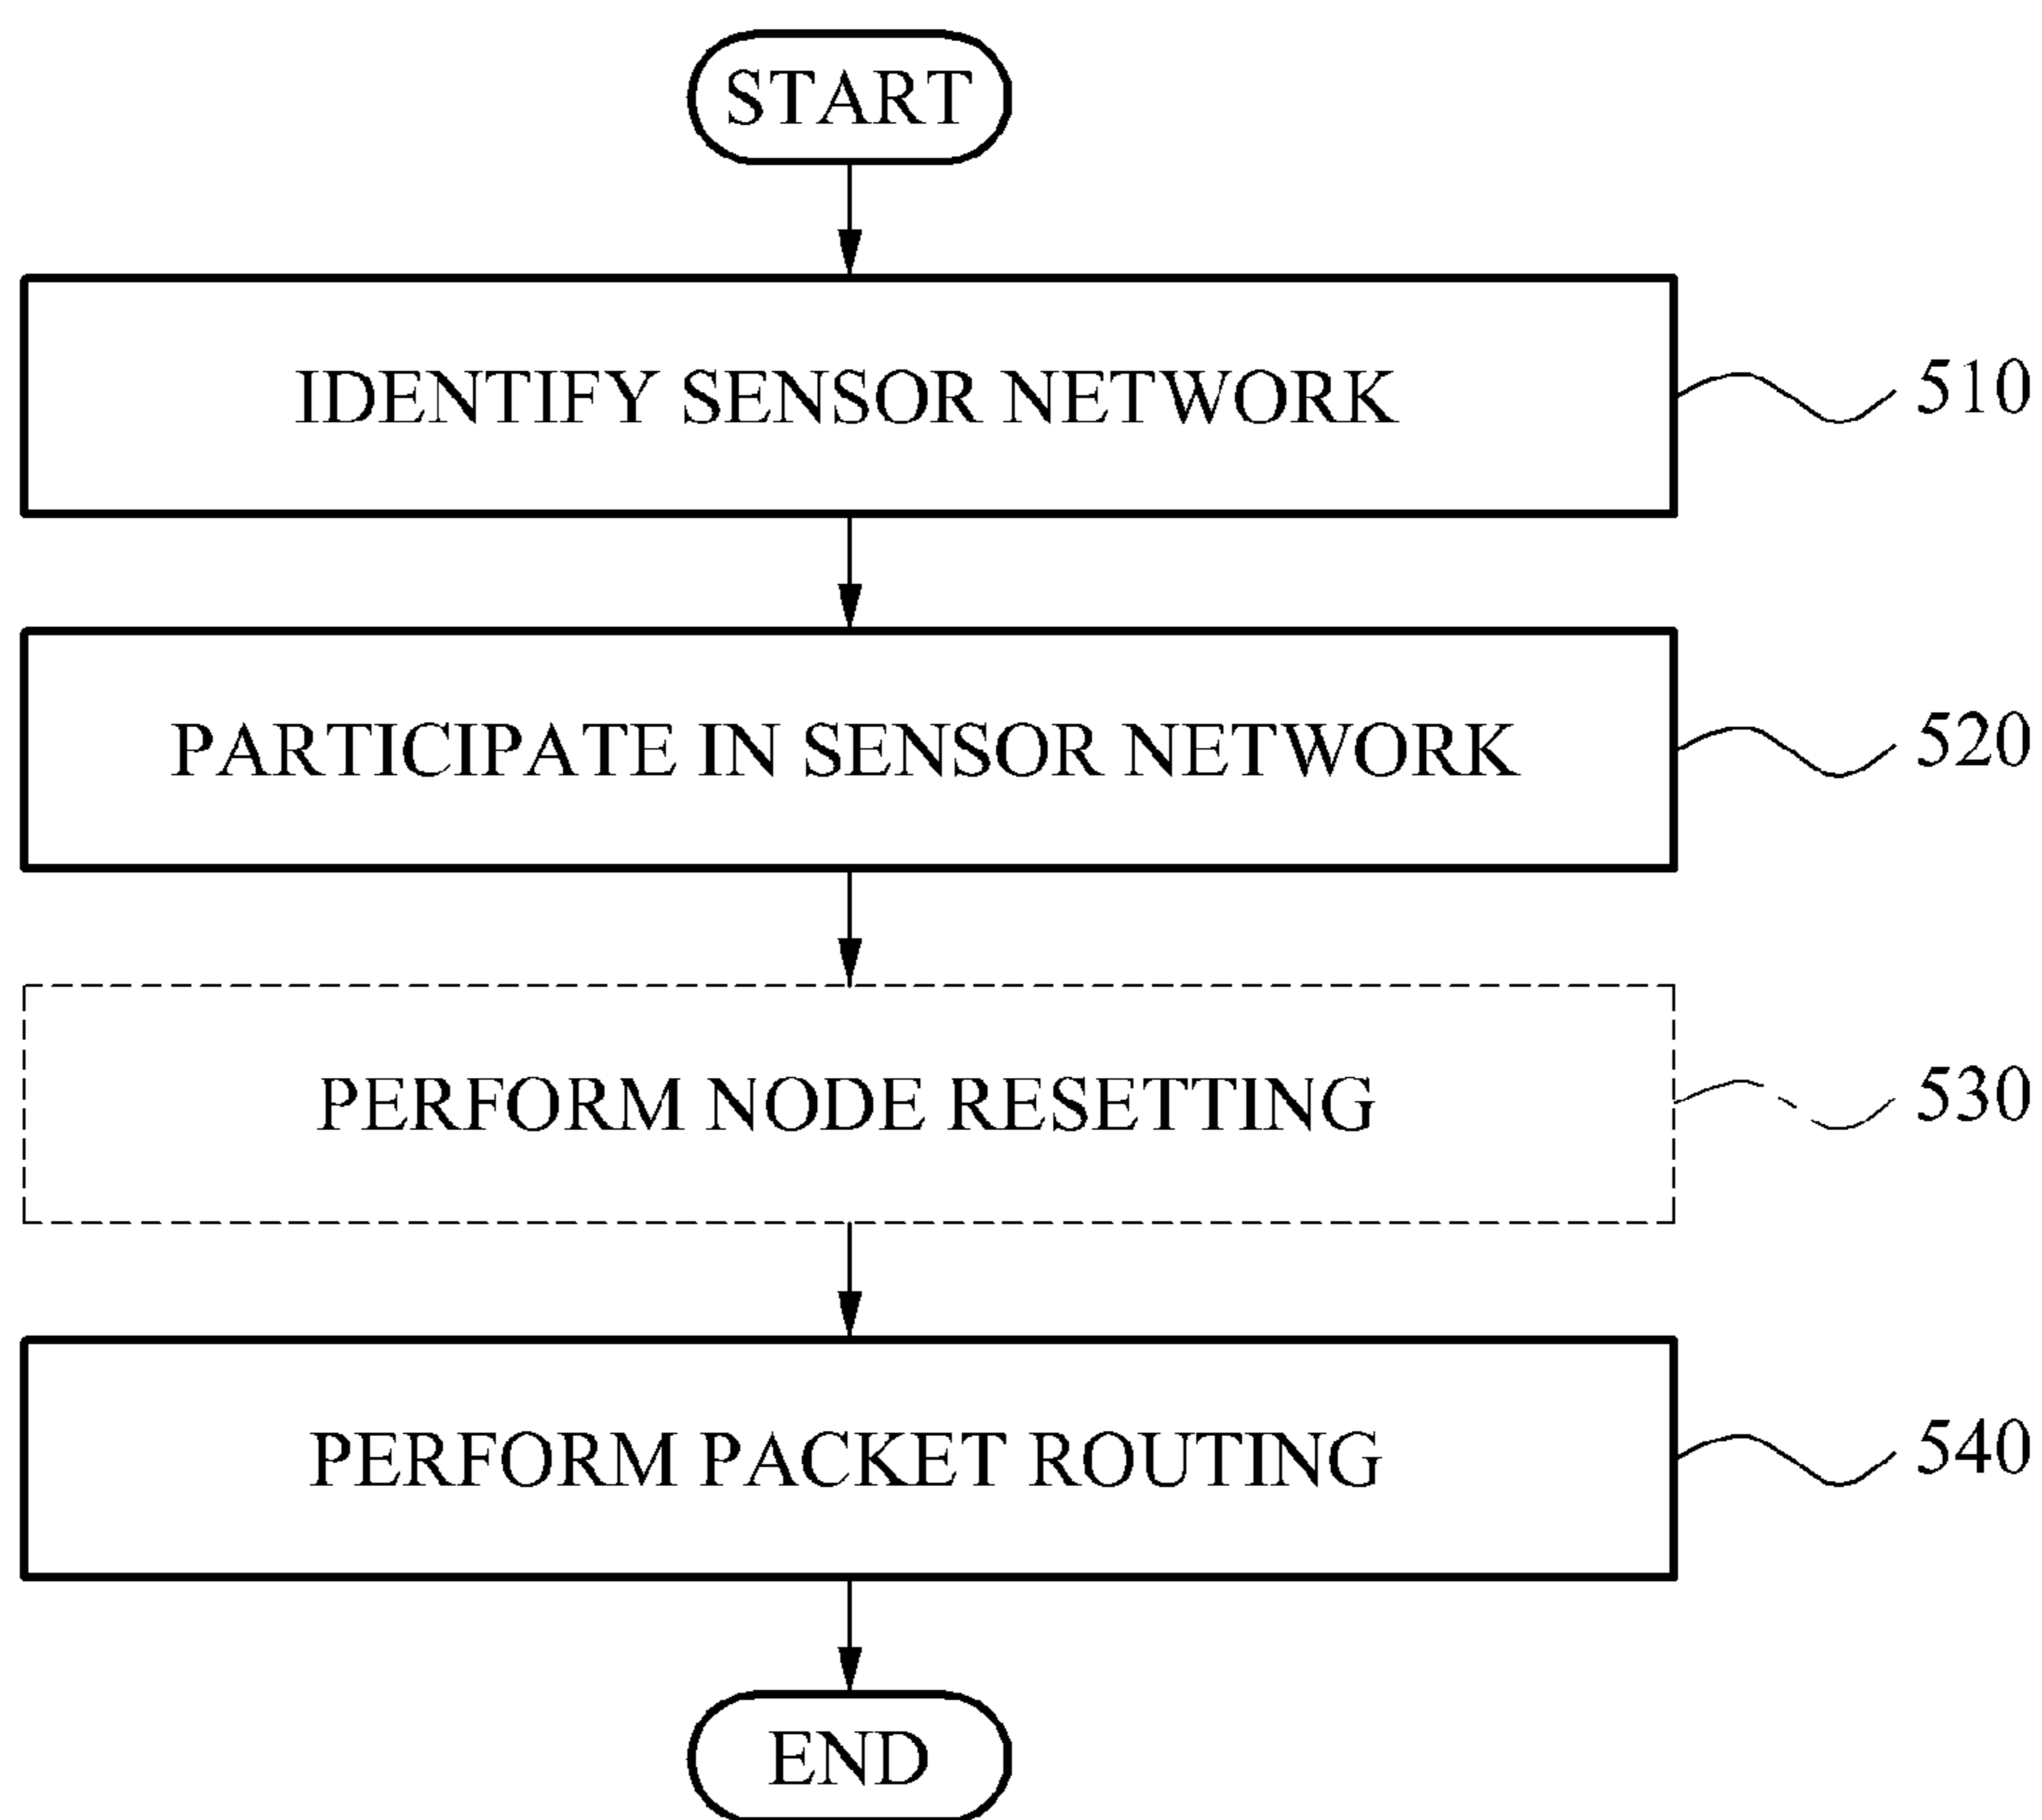 START
IDENTIFY SENSOR NETWORK
510
PARTICIPATE IN SENSOR NETWORK
520
PERFORM NODE RESETTING
530
PERFORM PACKET ROUTING
540
END